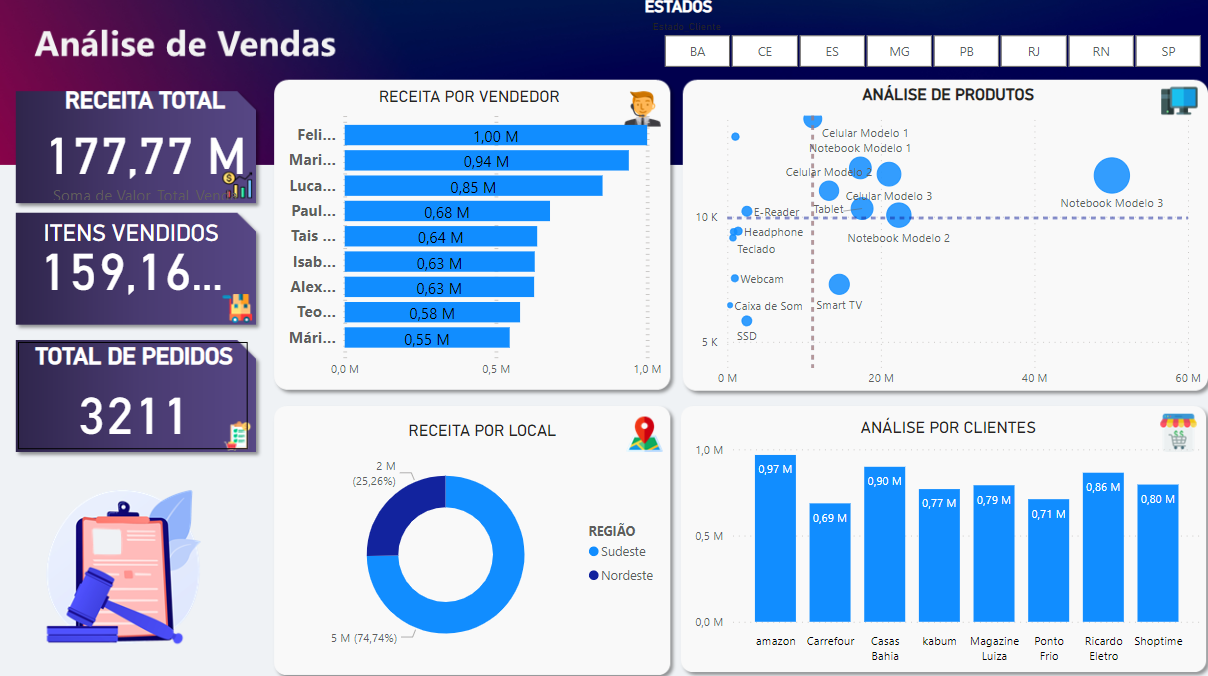 Análise de Vendas
ESTADOS
Estado_Cliente
BA
CE
ES
MG
PB
RJ
RN
SP
RECEITA TOTAL
177,77 M
Soma de Valor_Total_Venda
ITENS VENDIDOS
159,16...
TOTAL DE PEDIDOS
3211
RECEITA POR VENDEDOR
Feli...
1,00 M
Mari...
0,94 M
Luca...
0,85 M
Paul...
0,68 M
Tais ...
0,64 M
Isab...
0,63 M
Alex...
0,63 M
Teo...
0,58 M
Mári...
0,55 M
0,0 M
0,5 M
1,0 M
ANÁLISE DE PRODUTOS
Celular Modelo 1
Notebook Modelo 1
Celular Modelo 2
Celular Modelo 3
Notebook Modelo 3
Tablet
E-Reader
10 K
Headphone
Notebook Modelo 2
Teclado
Webcam
Caixa de Som
Smart TV
SSD
5 K
0 M
20 M
40 M
60 M
RECEITA POR LOCAL
2 M
(25,26%)
REGIÃO
Sudeste
Nordeste
5 M (74,74%)
ANÁLISE POR CLIENTES
1,0 M
0,5 M
0,0 M
0,97 M
0,69 M
0,90 M
0,77 M
0,79 M
0,71 M
0,86 M
0,80 M
amazon
Carrefour
Casas
Bahia
kabum
Magazine
Luiza
Ponto
Frio
Ricardo
Eletro
Shoptime